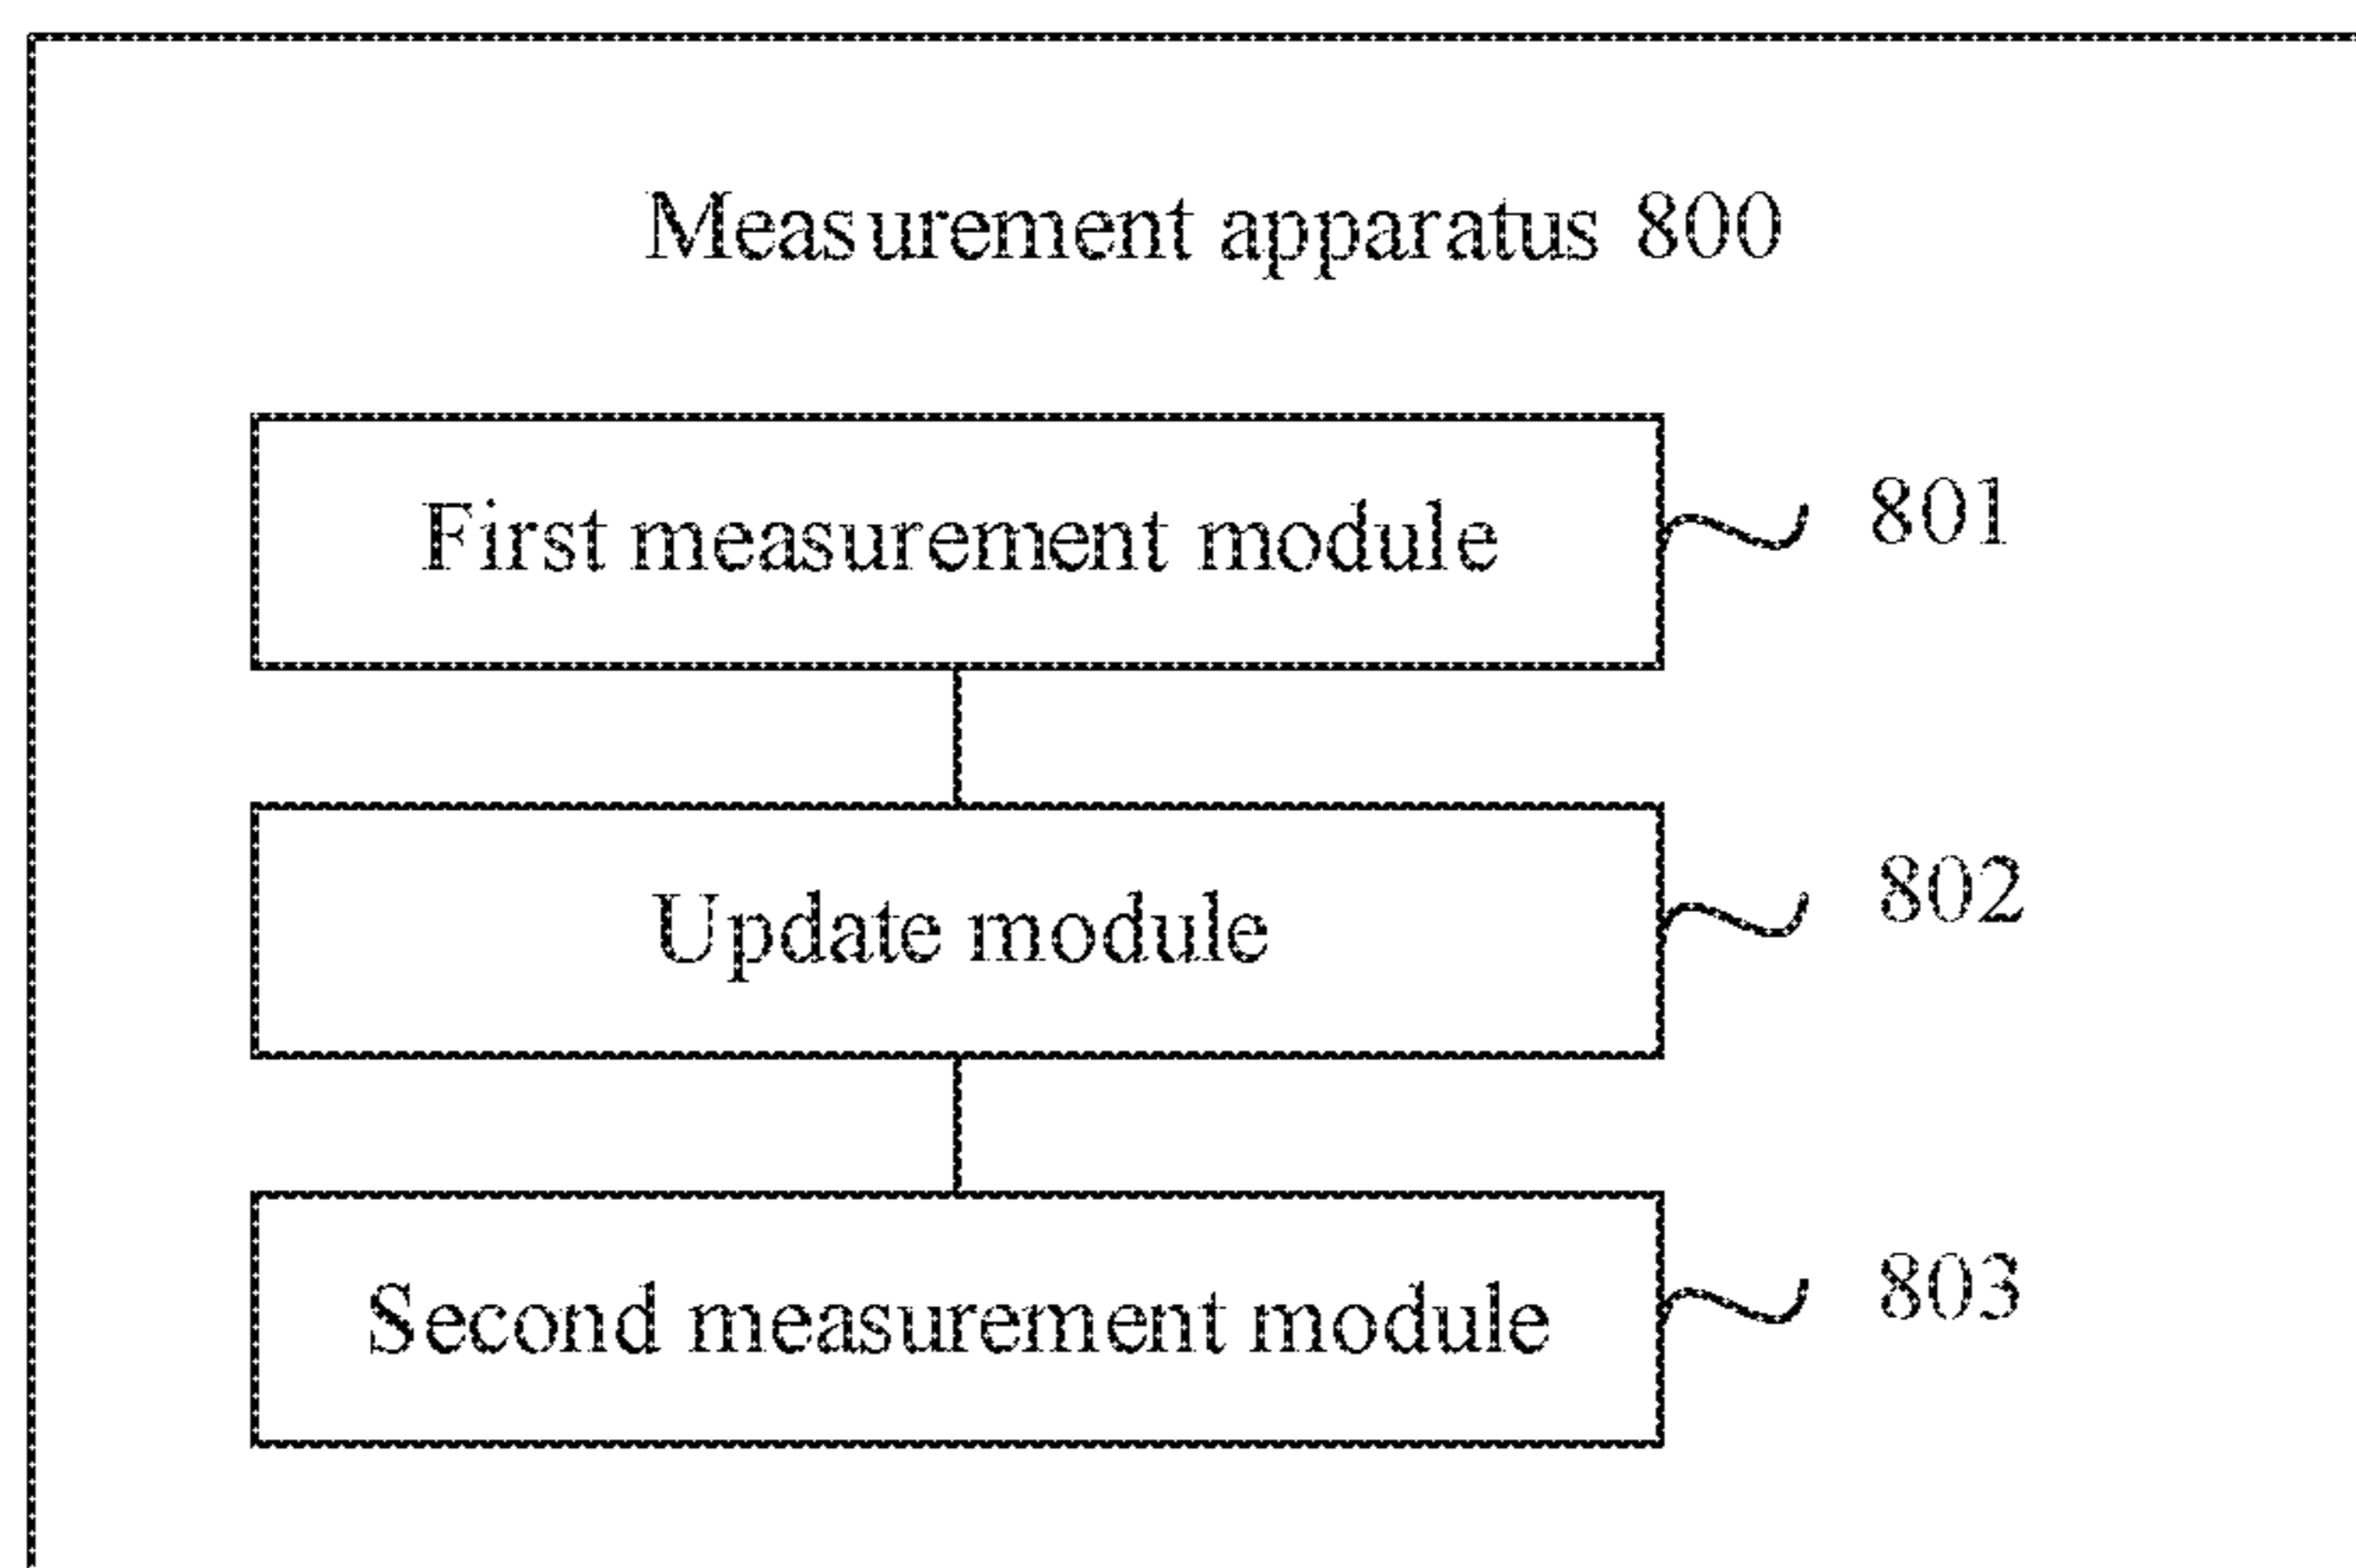 Measurement apparatus 800
First measurement module
801
Update module
802
Second measurement module
803